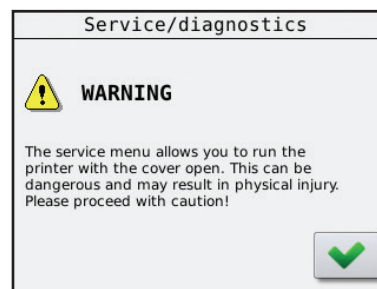 Service/diagnostics
WARNING
The service menu allows you to run the
printer with the cover open. This can be
dangerous and may result in physical injury.
Please proceed with caution!